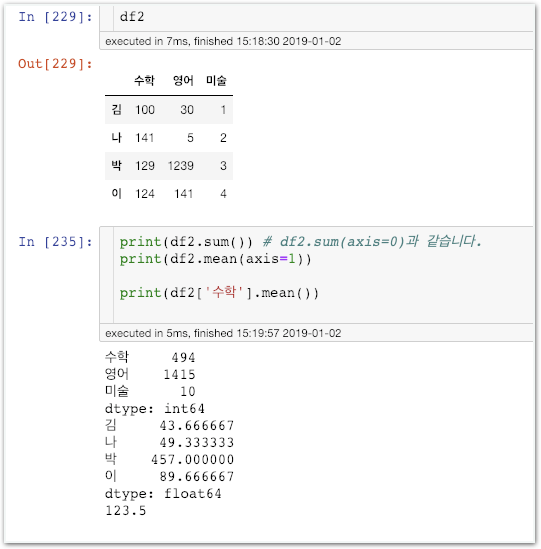 In [229]: df2
executed in 7ms, finished 15:18:30 2019-01-02
Out[229]:
수학 영어 미술
김 100 30 1
나 141 5 2
박 129 1239 3
이 124 141 4
In [235]: print(df2.sum()) # df2.sum(axis=0)과 같습니다.
print(df2.mean(axis=1))
print(df2['수학'].mean())
executed in 5ms, finished 15:19:57 2019-01-02
수학 494
영어 1415
미술 10
dtype: int64
김 43.666667
나 49.333333
박 457.000000
이 89.666667
dtype: float64
123.5